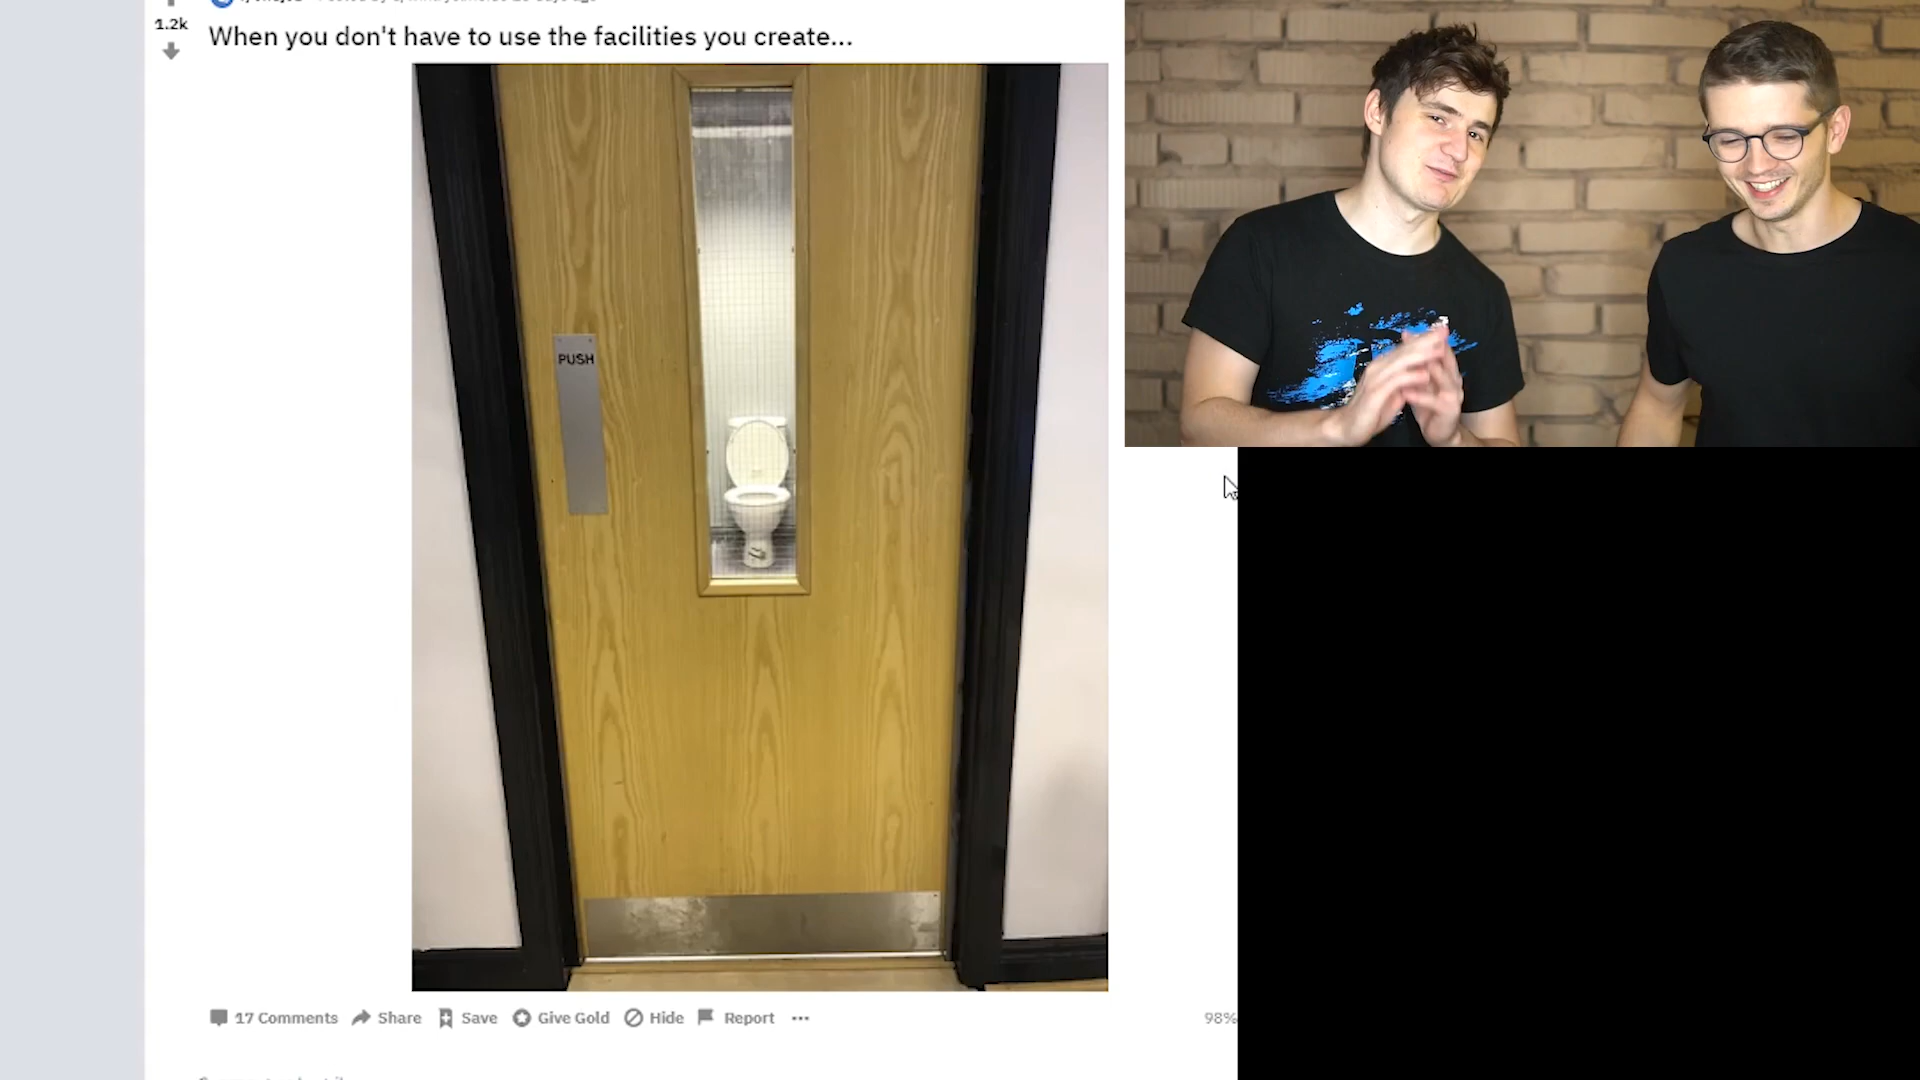 1.2k
When you don't have to use the facilities you create...
PUSH
17 Comments Share Save Give Gold Hide Report
98%